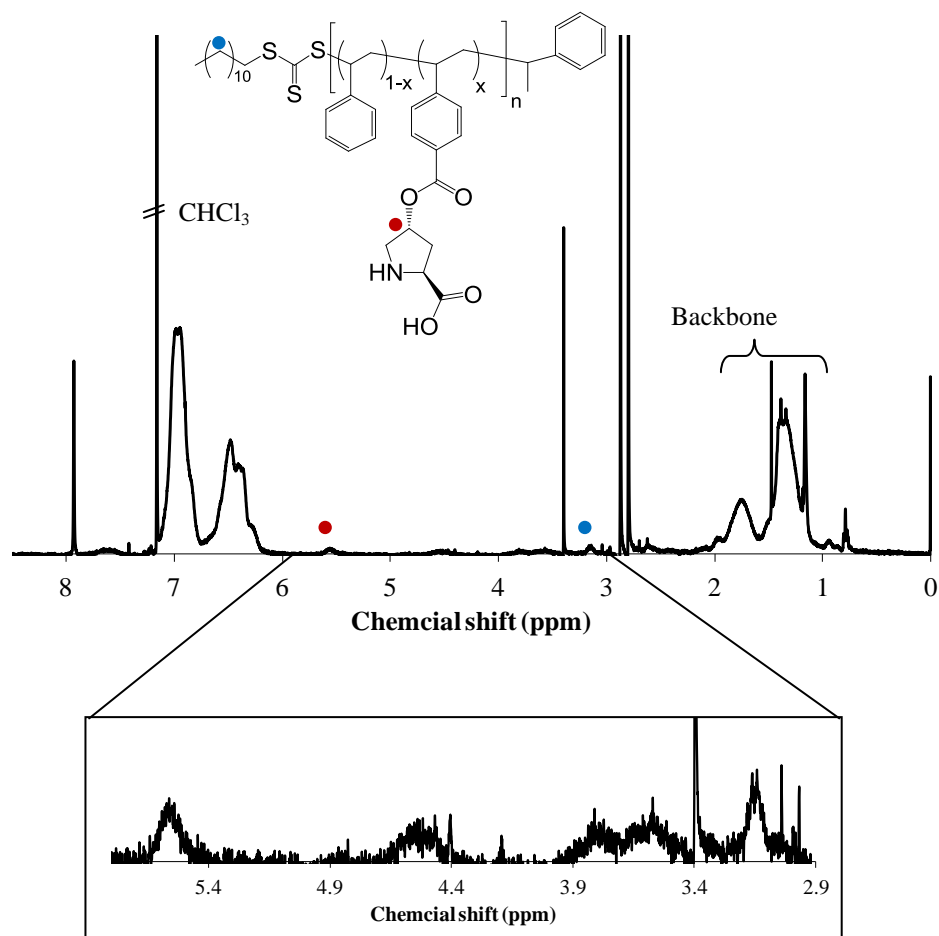 S S 1-x x n
10 S
O O
HN O
HO
CHCl3
Backbone
8 7 6 5 4 3 2 1 0
Chemcial shift (ppm)
5.4 4.9 4.4 3.9 3.4 2.9
Chemcial shift (ppm)